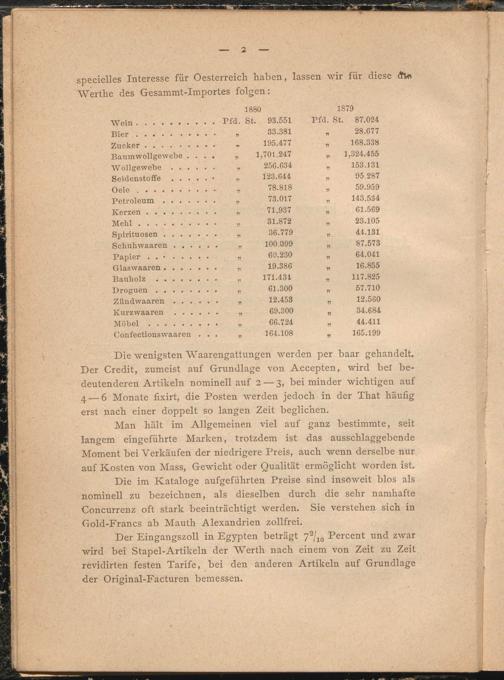 — 2 —
specielles Interesse für Oesterreich haben, lassen wir für diese die
Werthe des Gesammt-Importes folgen:
1880 1879
Wein . . . . . . . . . . Pfd. St. 93.551 Pfd. St. 87.024
Bier . . . . . . . . . . „ 33.381 „ 28.677
Zucker . . . . . . . . . „ 195.477 „ 168.338
Baumwollgewebe . . . . „ 1,701.247 „ 1,324.455
Wollgewebe . . . . . . „ 256.634 „ 153.131
Seidenstoffe . . . . . . „ 123.644 „ 95.287
Oele . . . . . . . . . . „ 78.818 „ 59.959
Petroleum . . . . . . . „ 73.017 „ 143.534
Kerzen . . . . . . . . . „ 71.937 „ 61.569
Mehl . . . . . . . . . . „ 31.872 „ 23.105
Spirituosen . . . . . . . „ 36.779 „ 44.131
Schuhwaaren . . . . . . „ 100.399 „ 87.573
Papier . . . . . . . . . „ 60.230 „ 64.041
Glaswaaren . . . . . . . „ 19.386 „ 16.855
Bauholz . . . . . . . . „ 171.434 „ 117.825
Droguen . . . . . . . . „ 61.300 „ 57.710
Zündwaaren . . . . . . „ 12.453 „ 12.560
Kurzwaaren . . . . . . „ 69.300 „ 34.684
Möbel . . . . . . . . . „ 66.724 „ 44.411
Confectionswaaren . . . „ 164.108 „ 165.199
Die wenigsten Waarengattungen werden per baar gehandelt.
Der Credit, zumeist auf Grundlage von Accepten, wird bei be-
deutenderen Artikeln nominell auf 2—3, bei minder wichtigen auf
4—6 Monate fixirt, die Posten werden jedoch in der That häufig
erst nach einer doppelt so langen Zeit beglichen.
Man hält im Allgemeinen viel auf ganz bestimmte, seit
langem eingeführte Marken, trotzdem ist das ausschlaggebende
Moment bei Verkäufen der niedrigere Preis, auch wenn derselbe nur
auf Kosten von Mass, Gewicht oder Qualität ermöglicht worden ist.
Die im Kataloge aufgeführten Preise sind insoweit blos als
nominell zu bezeichnen, als dieselben durch die sehr namhafte
Concurrenz oft stark beeinträchtigt werden. Sie verstehen sich in
Gold-Francs ab Mauth Alexandrien zollfrei.
Der Eingangszoll in Egypten beträgt 7 9/10 Percent und zwar
wird bei Stapel-Artikeln der Werth nach einem von Zeit zu Zeit
revidirten festen Tarife, bei den anderen Artikeln auf Grundlage
der Original-Facturen bemessen.